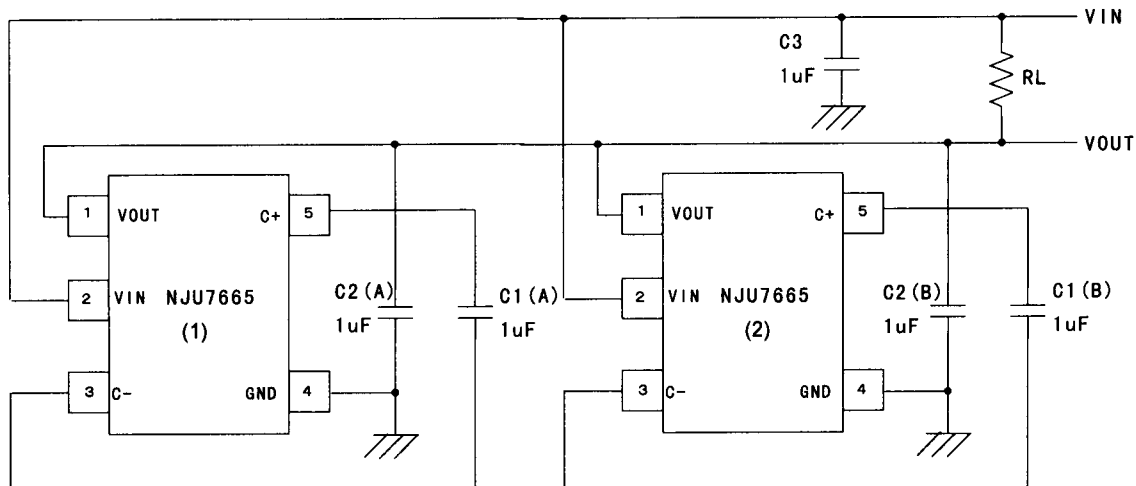 VIN
C3
1uF
RL
VOUT
1
VOUT
C+
5
2
VIN
NJU7665
(1)
C2(A)
1uF
C1(A)
1uF
3
C-
GND
4
1
VOUT
C+
5
2
VIN
NJU7665
(2)
C2(B)
1uF
C1(B)
1uF
3
C-
GND
4